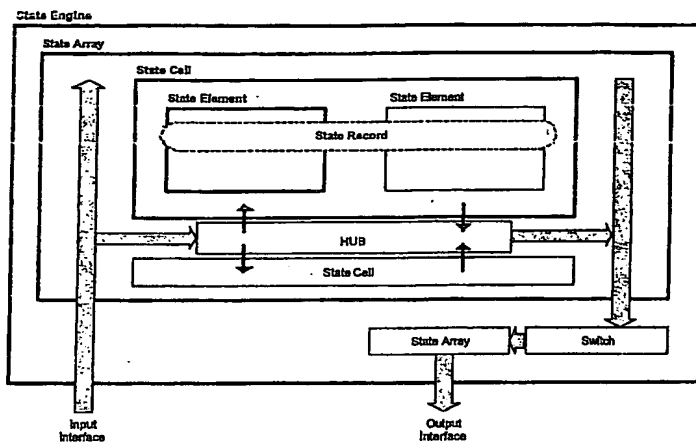 State Engine
State Array
State Cell
State Element
State Element
State Record
HUB
State Cell
State Array
Switch
Input
Interface
Output
Interface